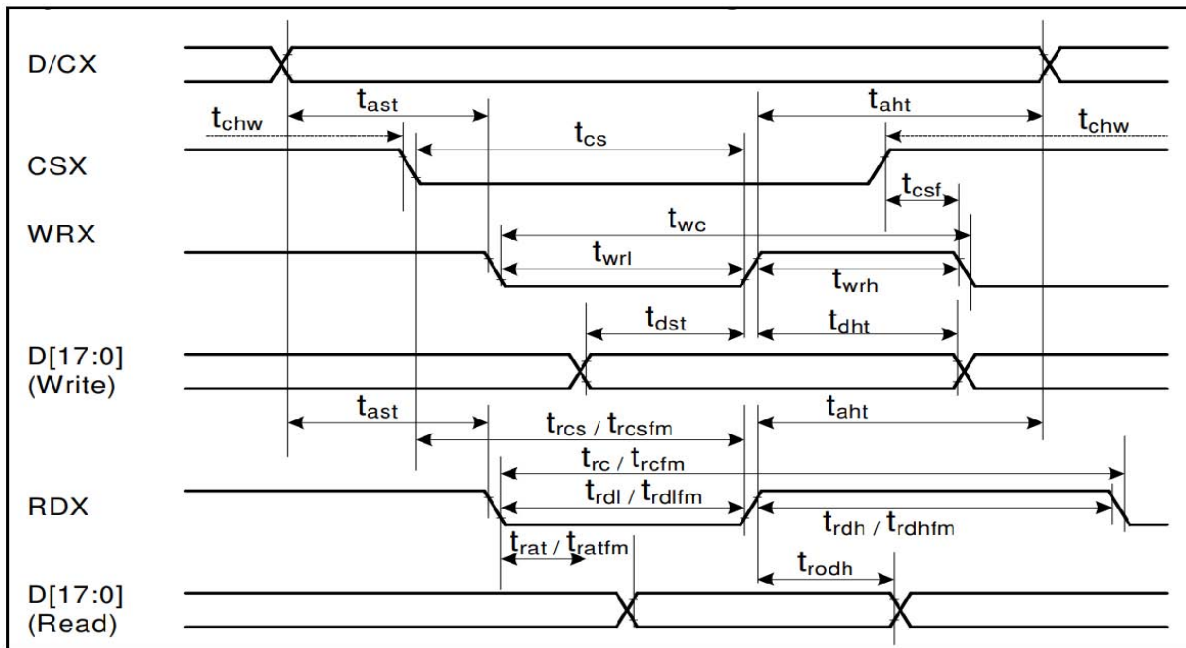 D/CX
tast
taht
tchw
tcs
tchw
CSX
tcsf
WRX
twc
twrl
twrh
tdst
tdht
D[17:0]
(Write)
tast
taht
trcs / trcsfm
trc / trcfm
RDX
trdl / trdlfm
trdh / trdhfm
trat / tratfm
trodh
D[17:0]
(Read)